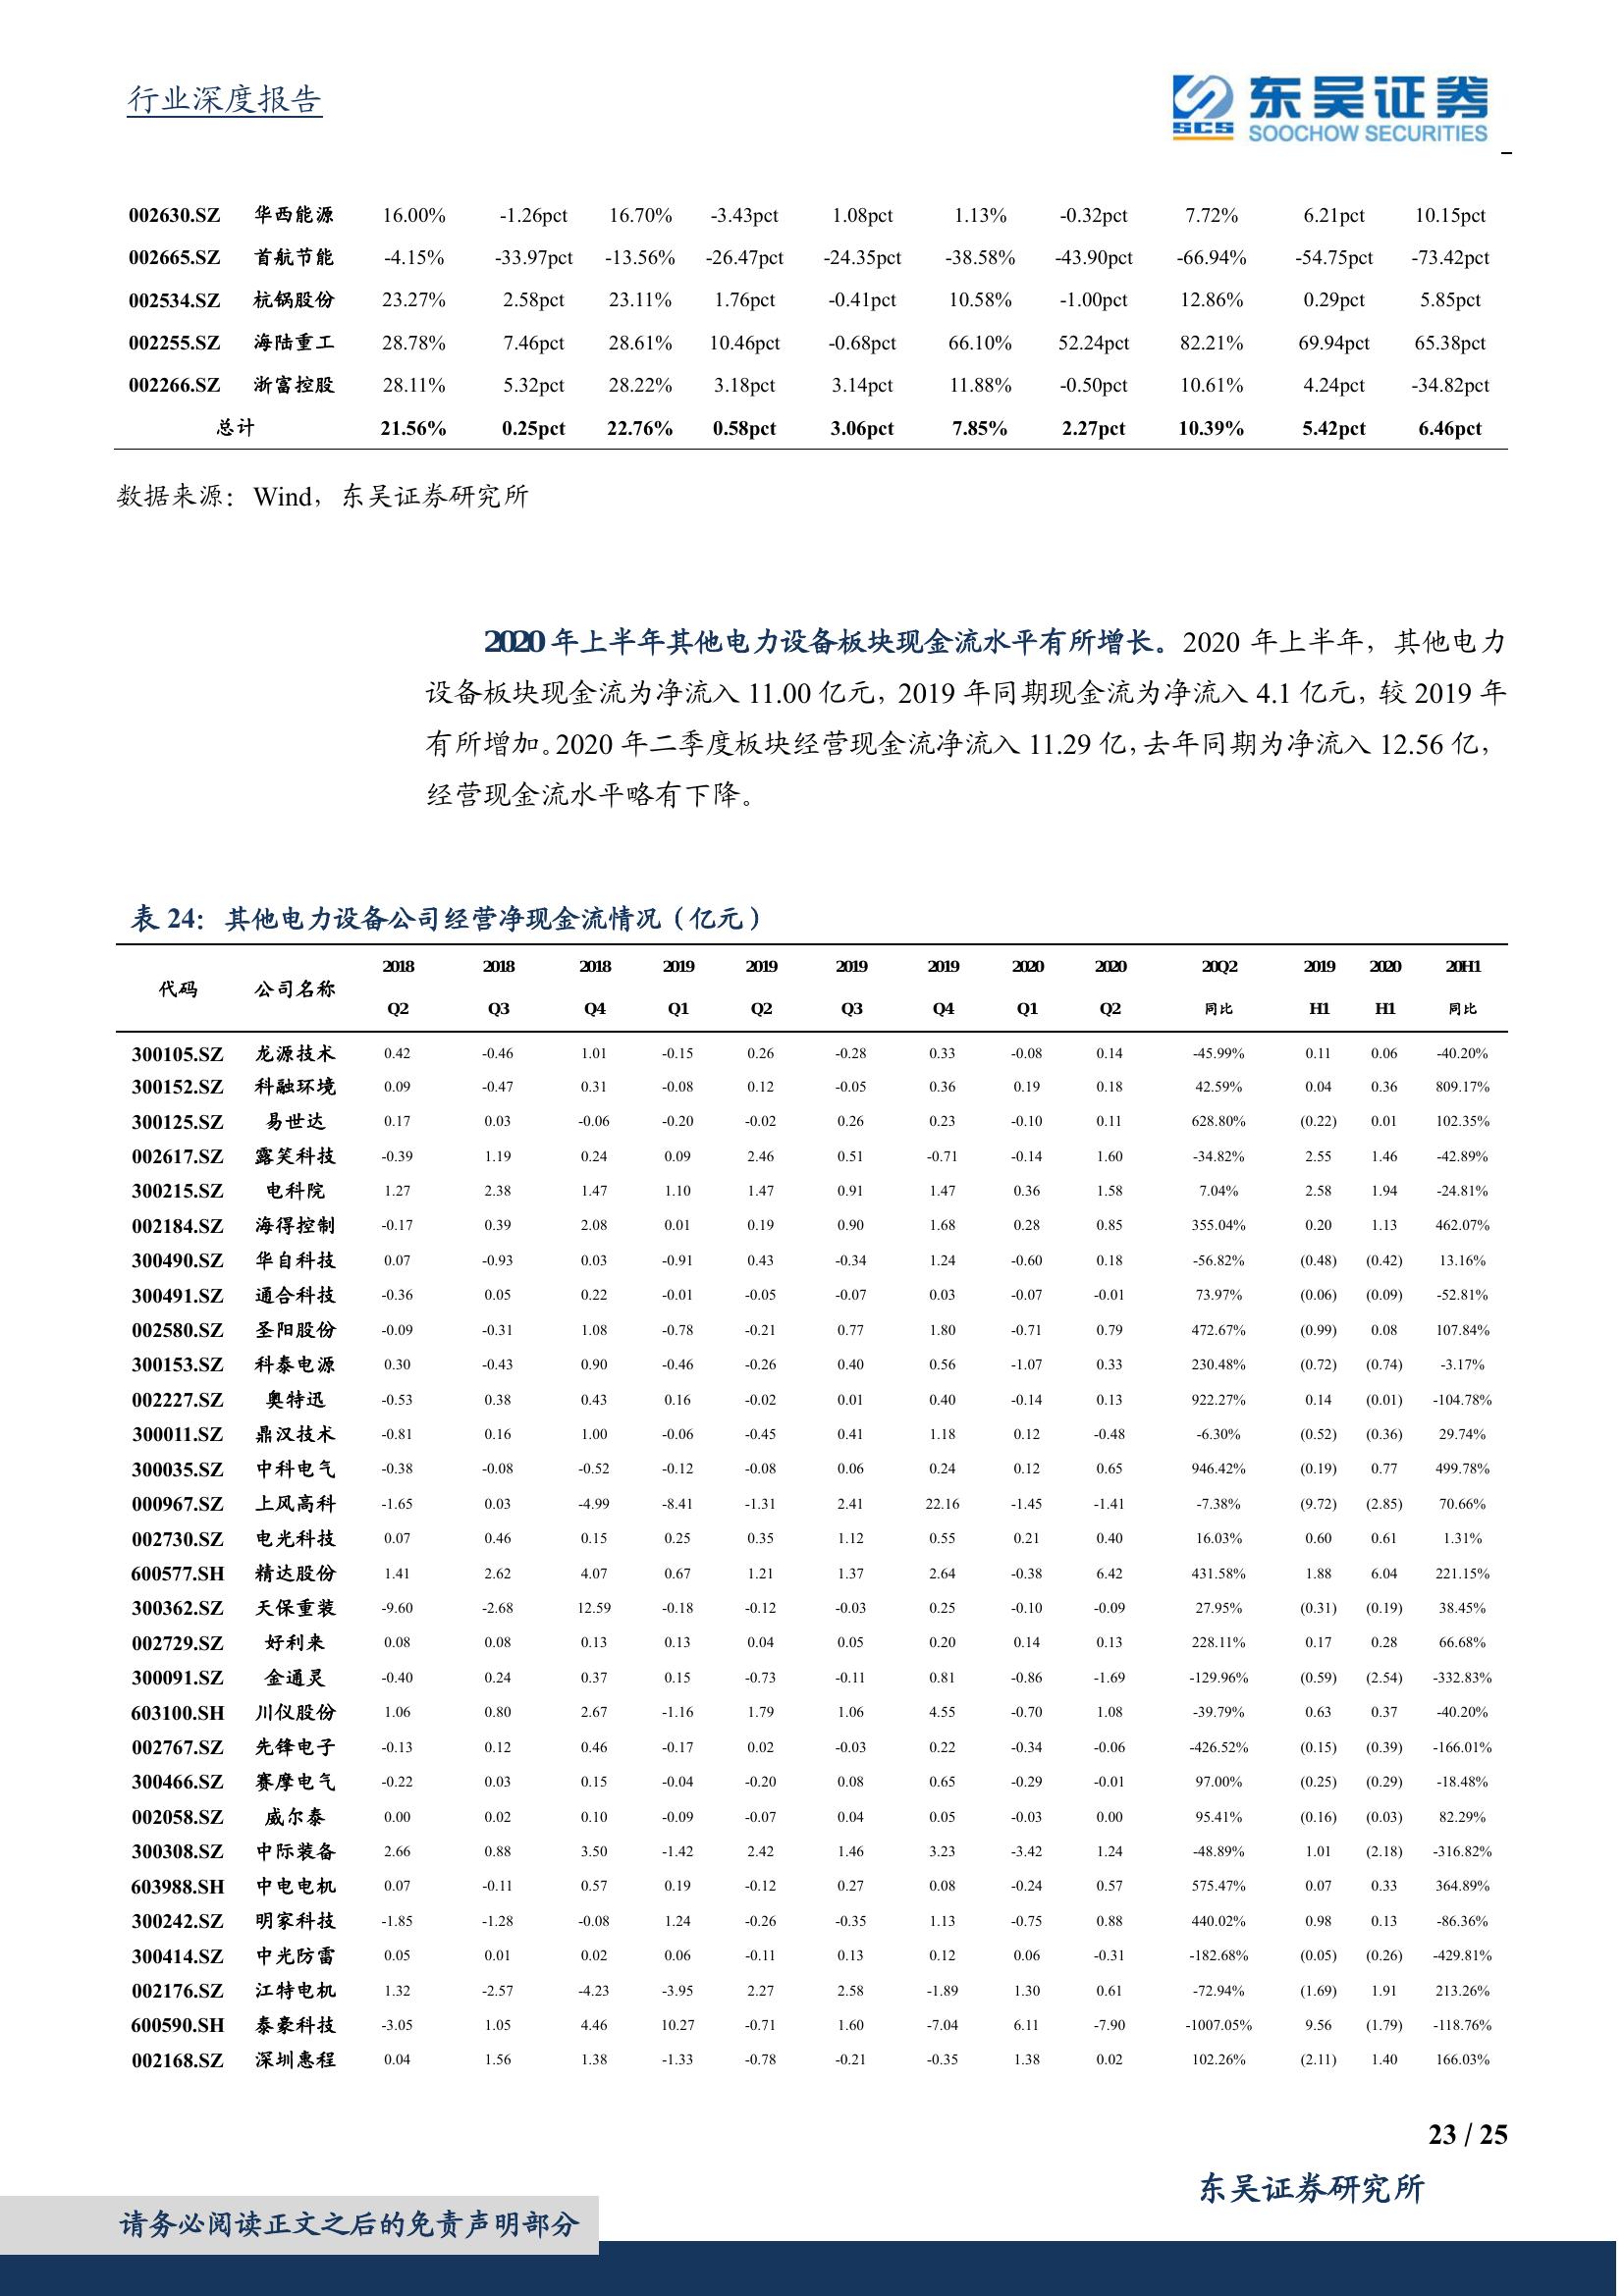 行业深度报告
东吴证券
SCS SOOCHOW SECURITIES
002630.SZ 华西能源 16.00% -1.26pct 16.70% -3.43pct 1.08pct 1.13% -0.32pct 7.72% 6.21pct 10.15pct
002665.SZ 首航节能 -4.15% -33.97pct -13.56% -26.47pct -24.35pct -38.58% -43.90pct -66.94% -54.75pct -73.42pct
002534.SZ 杭锅股份 23.27% 2.58pct 23.11% 1.76pct -0.41pct 10.58% -1.00pct 12.86% 0.29pct 5.85pct
002255.SZ 海陆重工 28.78% 7.46pct 28.61% 10.46pct -0.68pct 66.10% 52.24pct 82.21% 69.94pct 65.38pct
002266.SZ 浙富控股 28.11% 5.32pct 28.22% 3.18pct 3.14pct 11.88% -0.50pct 10.61% 4.24pct -34.82pct
总计 21.56% 0.25pct 22.76% 0.58pct 3.06pct 7.85% 2.27pct 10.39% 5.42pct 6.46pct
数据来源：Wind，东吴证券研究所
2020 年上半年其他电力设备板块现金流水平有所增长。2020 年上半年，其他电力
设备板块现金流为净流入 11.00 亿元，2019 年同期现金流为净流入 4.1 亿元，较 2019 年
有所增加。2020 年二季度板块经营现金流净流入 11.29 亿，去年同期为净流入 12.56 亿，
经营现金流水平略有下降。
表 24：其他电力设备公司经营净现金流情况（亿元）
代码 公司名称 2018 2018 2018 2019 2019 2019 2019 2020 2020 20Q2 2019 2020 20H1
Q2 Q3 Q4 Q1 Q2 Q3 Q4 Q1 Q2 同比 H1 H1 同比
300105.SZ 龙源技术 0.42 -0.46 1.01 -0.15 0.26 -0.28 0.33 -0.08 0.14 -45.99% 0.11 0.06 -40.20%
300152.SZ 科融环境 0.09 -0.47 0.31 -0.08 0.12 -0.05 0.36 0.19 0.18 42.59% 0.04 0.36 809.17%
300125.SZ 易世达 0.17 0.03 -0.06 -0.20 -0.02 0.26 0.23 -0.10 0.11 628.80% (0.22) 0.01 102.35%
002617.SZ 露笑科技 -0.39 1.19 0.24 0.09 2.46 0.51 -0.71 -0.14 1.60 -34.82% 2.55 1.46 -42.89%
300215.SZ 电科院 1.27 2.38 1.47 1.10 1.47 0.91 1.47 0.36 1.58 7.04% 2.58 1.94 -24.81%
002184.SZ 海得控制 -0.17 0.39 2.08 0.01 0.19 0.90 1.68 0.28 0.85 355.04% 0.20 1.13 462.07%
300490.SZ 华自科技 0.07 -0.93 0.03 -0.91 0.43 -0.34 1.24 -0.60 0.18 -56.82% (0.48) (0.42) 13.16%
300491.SZ 通合科技 -0.36 0.05 0.22 -0.01 -0.05 -0.07 0.03 -0.07 -0.01 73.97% (0.06) (0.09) -52.81%
002580.SZ 圣阳股份 -0.09 -0.31 1.08 -0.78 -0.21 0.77 1.80 -0.71 0.79 472.67% (0.99) 0.08 107.84%
300153.SZ 科泰电源 0.30 -0.43 0.90 -0.46 -0.26 0.40 0.56 -1.07 0.33 230.48% (0.72) (0.74) -3.17%
002227.SZ 奥特迅 -0.53 0.38 0.43 0.16 -0.02 0.01 0.40 -0.14 0.13 922.27% 0.14 (0.01) -104.78%
300011.SZ 鼎汉技术 -0.81 0.16 1.00 -0.06 -0.45 0.41 1.18 0.12 -0.48 -6.30% (0.52) (0.36) 29.74%
300035.SZ 中科电气 -0.38 -0.08 -0.52 -0.12 -0.08 0.06 0.24 0.12 0.65 946.42% (0.19) 0.77 499.78%
000967.SZ 上风高科 -1.65 0.03 -4.99 -8.41 -1.31 2.41 22.16 -1.45 -1.41 -7.38% (9.72) (2.85) 70.66%
002730.SZ 电光科技 0.07 0.46 0.15 0.25 0.35 1.12 0.55 0.21 0.40 16.03% 0.60 0.61 1.31%
600577.SH 精达股份 1.41 2.62 4.07 0.67 1.21 1.37 2.64 -0.38 6.42 431.58% 1.88 6.04 221.15%
300362.SZ 天保重装 -9.60 -2.68 12.59 -0.18 -0.12 -0.03 0.25 -0.10 -0.09 27.95% (0.31) (0.19) 38.45%
002729.SZ 好利来 0.08 0.08 0.13 0.13 0.04 0.05 0.20 0.14 0.13 228.11% 0.17 0.28 66.68%
300091.SZ 金通灵 -0.40 0.24 0.37 0.15 -0.73 -0.11 0.81 -0.86 -1.69 -129.96% (0.59) (2.54) -332.83%
603100.SH 川仪股份 1.06 0.80 2.67 -1.16 1.79 1.06 4.55 -0.70 1.08 -39.79% 0.63 0.37 -40.20%
002767.SZ 先锋电子 -0.13 0.12 0.46 -0.17 0.02 -0.03 0.22 -0.34 -0.06 -426.52% (0.15) (0.39) -166.01%
300466.SZ 赛摩电气 -0.22 0.03 0.15 -0.04 -0.20 0.08 0.65 -0.29 -0.01 97.00% (0.25) (0.29) -18.48%
002058.SZ 威尔泰 0.00 0.02 0.10 -0.09 -0.07 0.04 0.05 -0.03 0.00 95.41% (0.16) (0.03) 82.29%
300308.SZ 中际装备 2.66 0.88 3.50 -1.42 2.42 1.46 3.23 -3.42 1.24 -48.89% 1.01 (2.18) -316.82%
603988.SH 中电电机 0.07 -0.11 0.57 0.19 -0.12 0.27 0.08 -0.24 0.57 575.47% 0.07 0.33 364.89%
300242.SZ 明家科技 -1.85 -1.28 -0.08 1.24 -0.26 -0.35 1.13 -0.75 0.88 440.02% 0.98 0.13 -86.36%
300414.SZ 中光防雷 0.05 0.01 0.02 0.06 -0.11 0.13 0.12 0.06 -0.31 -182.68% (0.05) (0.26) -429.81%
002176.SZ 江特电机 1.32 -2.57 -4.23 -3.95 2.27 2.58 -1.89 1.30 0.61 -72.94% (1.69) 1.91 213.26%
600590.SH 泰豪科技 -3.05 1.05 4.46 10.27 -0.71 1.60 -7.04 6.11 -7.90 -1007.05% 9.56 (1.79) -118.76%
002168.SZ 深圳惠程 0.04 1.56 1.38 -1.33 -0.78 -0.21 -0.35 1.38 0.02 102.26% (2.11) 1.40 166.03%
23 / 25
东吴证券研究所
请务必阅读正文之后的免责声明部分